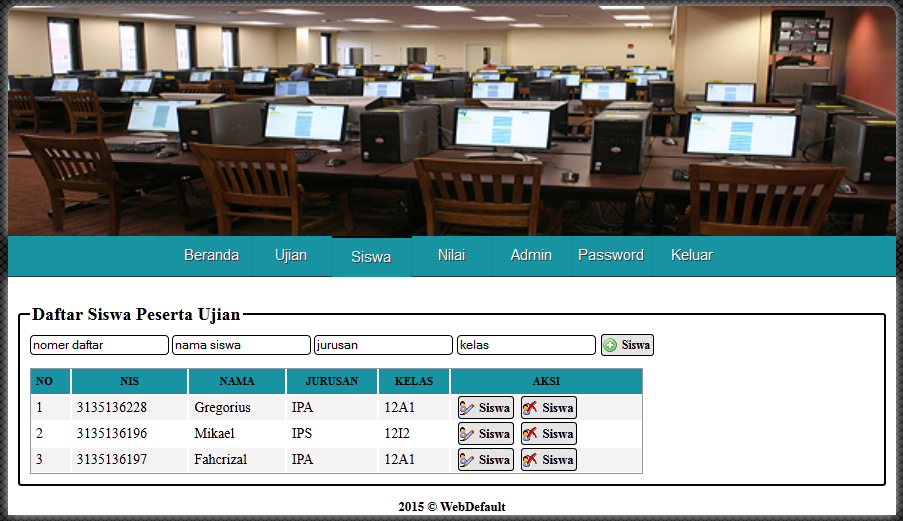 Beranda Ujian Siswa Nilai Admin Password Keluar
Daftar Siswa Peserta Ujian
nomer daftar nama siswa jurusan kelas Siswa
NO NIS NAMA JURUSAN KELAS AKSI
1 3135136228 Gregorius IPA 12A1 Siswa Siswa
2 3135136196 Mikael IPS 12I2 Siswa Siswa
3 3135136197 Fahcrizal IPA 12A1 Siswa Siswa
2015 © WebDefault